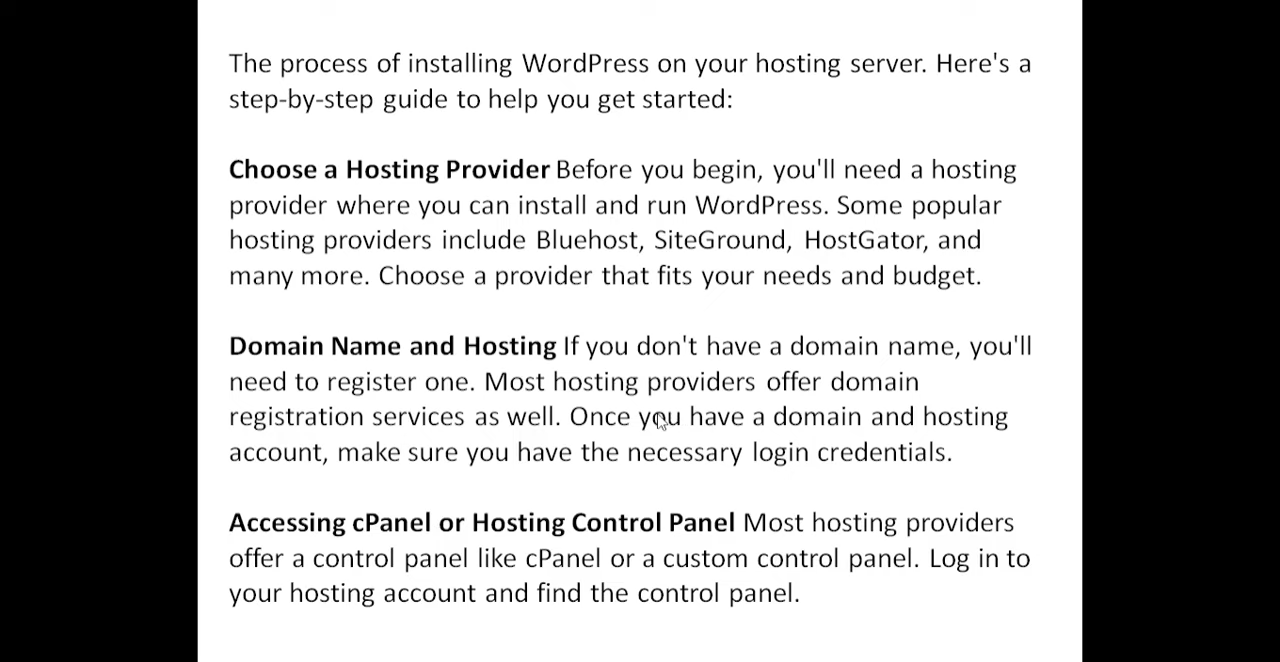 The process of installing WordPress on your hosting server. Here's a
step-by-step guide to help you get started:
Choose a Hosting Provider Before you begin, you'll need a hosting
provider where you can install and run WordPress. Some popular
hosting providers include Bluehost, SiteGround, HostGator, and
many more. Choose a provider that fits your needs and budget.
Domain Name and Hosting If you don't have a domain name, you'll
need to register one. Most hosting providers offer domain
registration services as well. Once you have a domain and hosting
account, make sure you have the necessary login credentials.
Accessing cPanel or Hosting Control Panel Most hosting providers
offer a control panel like cPanel or a custom control panel. Log in to
your hosting account and find the control panel.